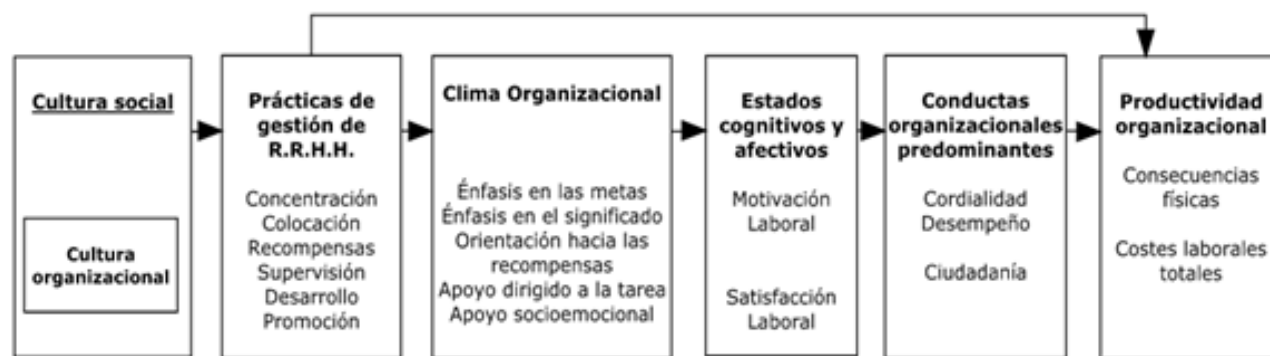 Cultura social
Cultura
organizacional
Prácticas de
gestión de
R.R.H.H.
Concentración
Colocación
Recompensas
Supervisión
Desarrollo
Promoción
Clima Organizacional
Énfasis en las metas
Énfasis en el significado
Orientación hacia las
recompensas
Apoyo dirigido a la tarea
Apoyo socioemocional
Estados
cognitivos y
afectivos
Motivación
Laboral
Satisfacción
Laboral
Conductas
organizacionales
predominantes
Cordialidad
Desempeño
Ciudadanía
Productividad
organizacional
Consecuencias
físicas
Costes laborales
totales